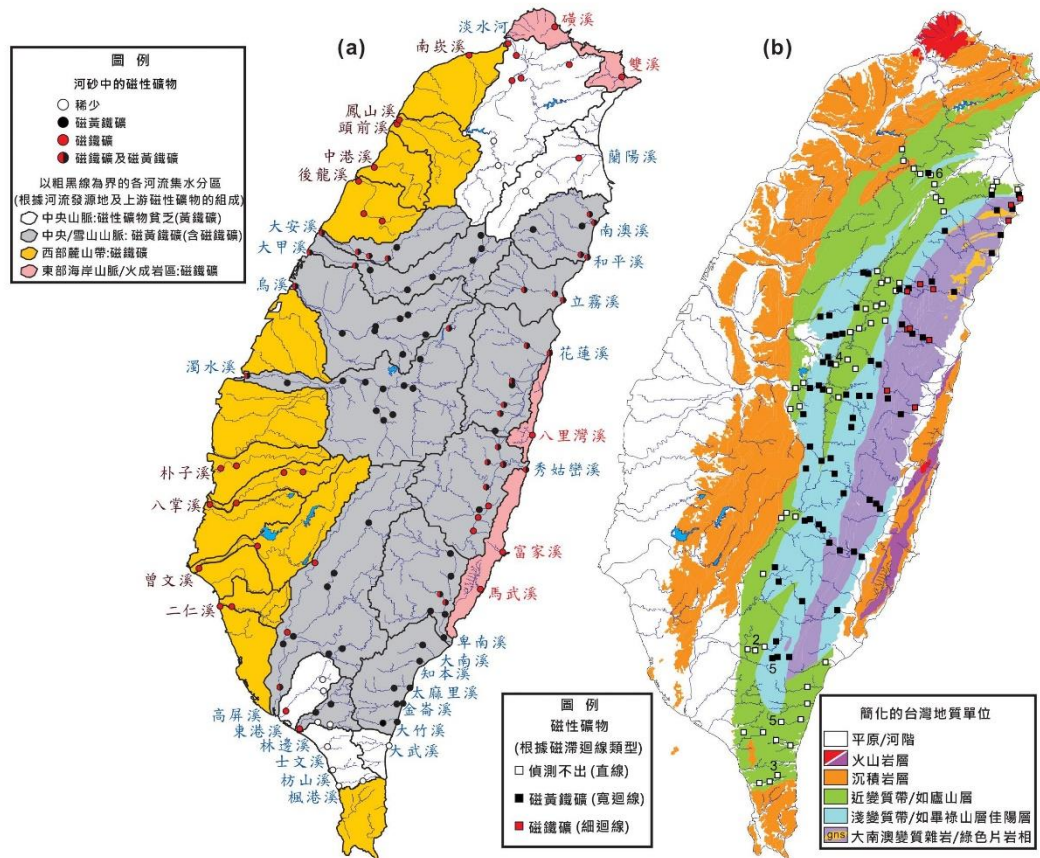 (a)
(b)
圖 例
河砂中的磁性礦物
稀少
磁黃鐵礦
磁鐵礦
磁鐵礦及磁黃鐵礦
以粗黑線為界的各河流集水分區
(根據河流發源地及上游磁性礦物的組成)
中央山脈:磁性礦物貧乏(黃鐵礦)
中央/雪山山脈: 磁黃鐵礦(含磁鐵礦)
西部麓山帶:磁鐵礦
東部海岸山脈/火成岩區:磁鐵礦
淡水河
磺溪
南崁溪
雙溪
鳳山溪
頭前溪
中港溪
後龍溪
蘭陽溪
大安溪
大甲溪
南澳溪
和平溪
烏溪
立霧溪
花蓮溪
濁水溪
八里灣溪
朴子溪
秀姑巒溪
八掌溪
富家溪
曾文溪
馬武溪
二仁溪
卑南溪
大南溪
知本溪
太麻里溪
高屏溪
金崙溪
東港溪
大竹溪
林邊溪
大武溪
士文溪
枋山溪
楓港溪
6
4
2
5
5
3
圖 例
磁性礦物
(根據磁滯迴線類型)
偵測不出 (直線)
磁黃鐵礦 (寬迴線)
磁鐵礦 (細迴線)
簡化的台灣地質單位
平原/河階
火山岩層
沉積岩層
近變質帶/如廬山層
淺變質帶/如畢祿山層佳陽層
gns
大南澳變質雜岩/綠色片岩相